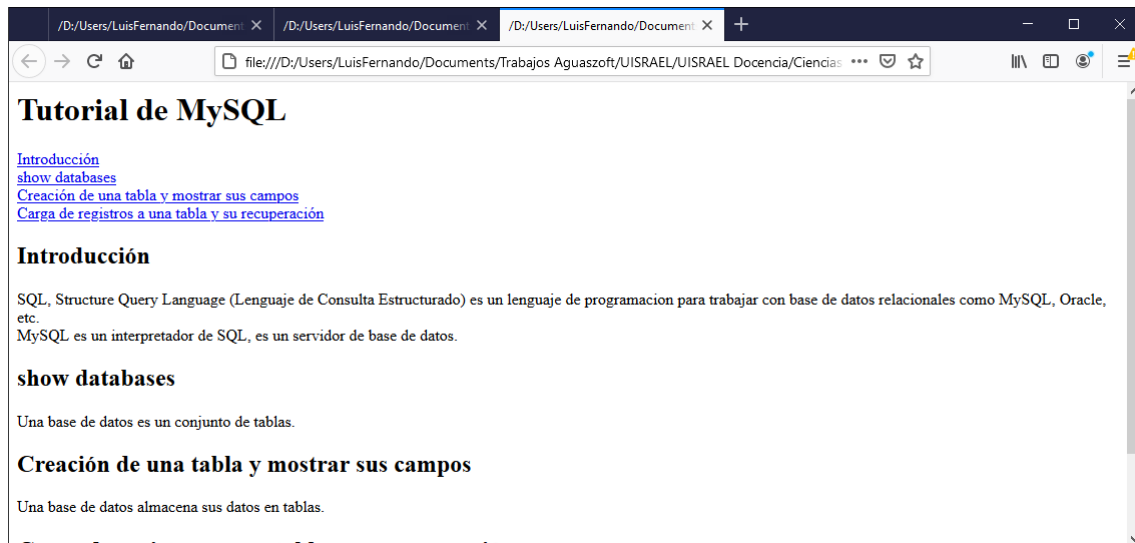 /D:/Users/LuisFernando/Document /D:/Users/LuisFernando/Document /D:/Users/LuisFernando/Document
file:///D:/Users/LuisFernando/Documents/Trabajos Aguaszoft/UISRAEL/UISRAEL Docencia/Ciencias
Tutorial de MySQL
Introducción
show databases
Creación de una tabla y mostrar sus campos
Carga de registros a una tabla y su recuperación
Introducción
SQL, Structure Query Language (Lenguaje de Consulta Estructurado) es un lenguaje de programacion para trabajar con base de datos relacionales como MySQL, Oracle,
etc.
MySQL es un interpretador de SQL, es un servidor de base de datos.
show databases
Una base de datos es un conjunto de tablas.
Creación de una tabla y mostrar sus campos
Una base de datos almacena sus datos en tablas.